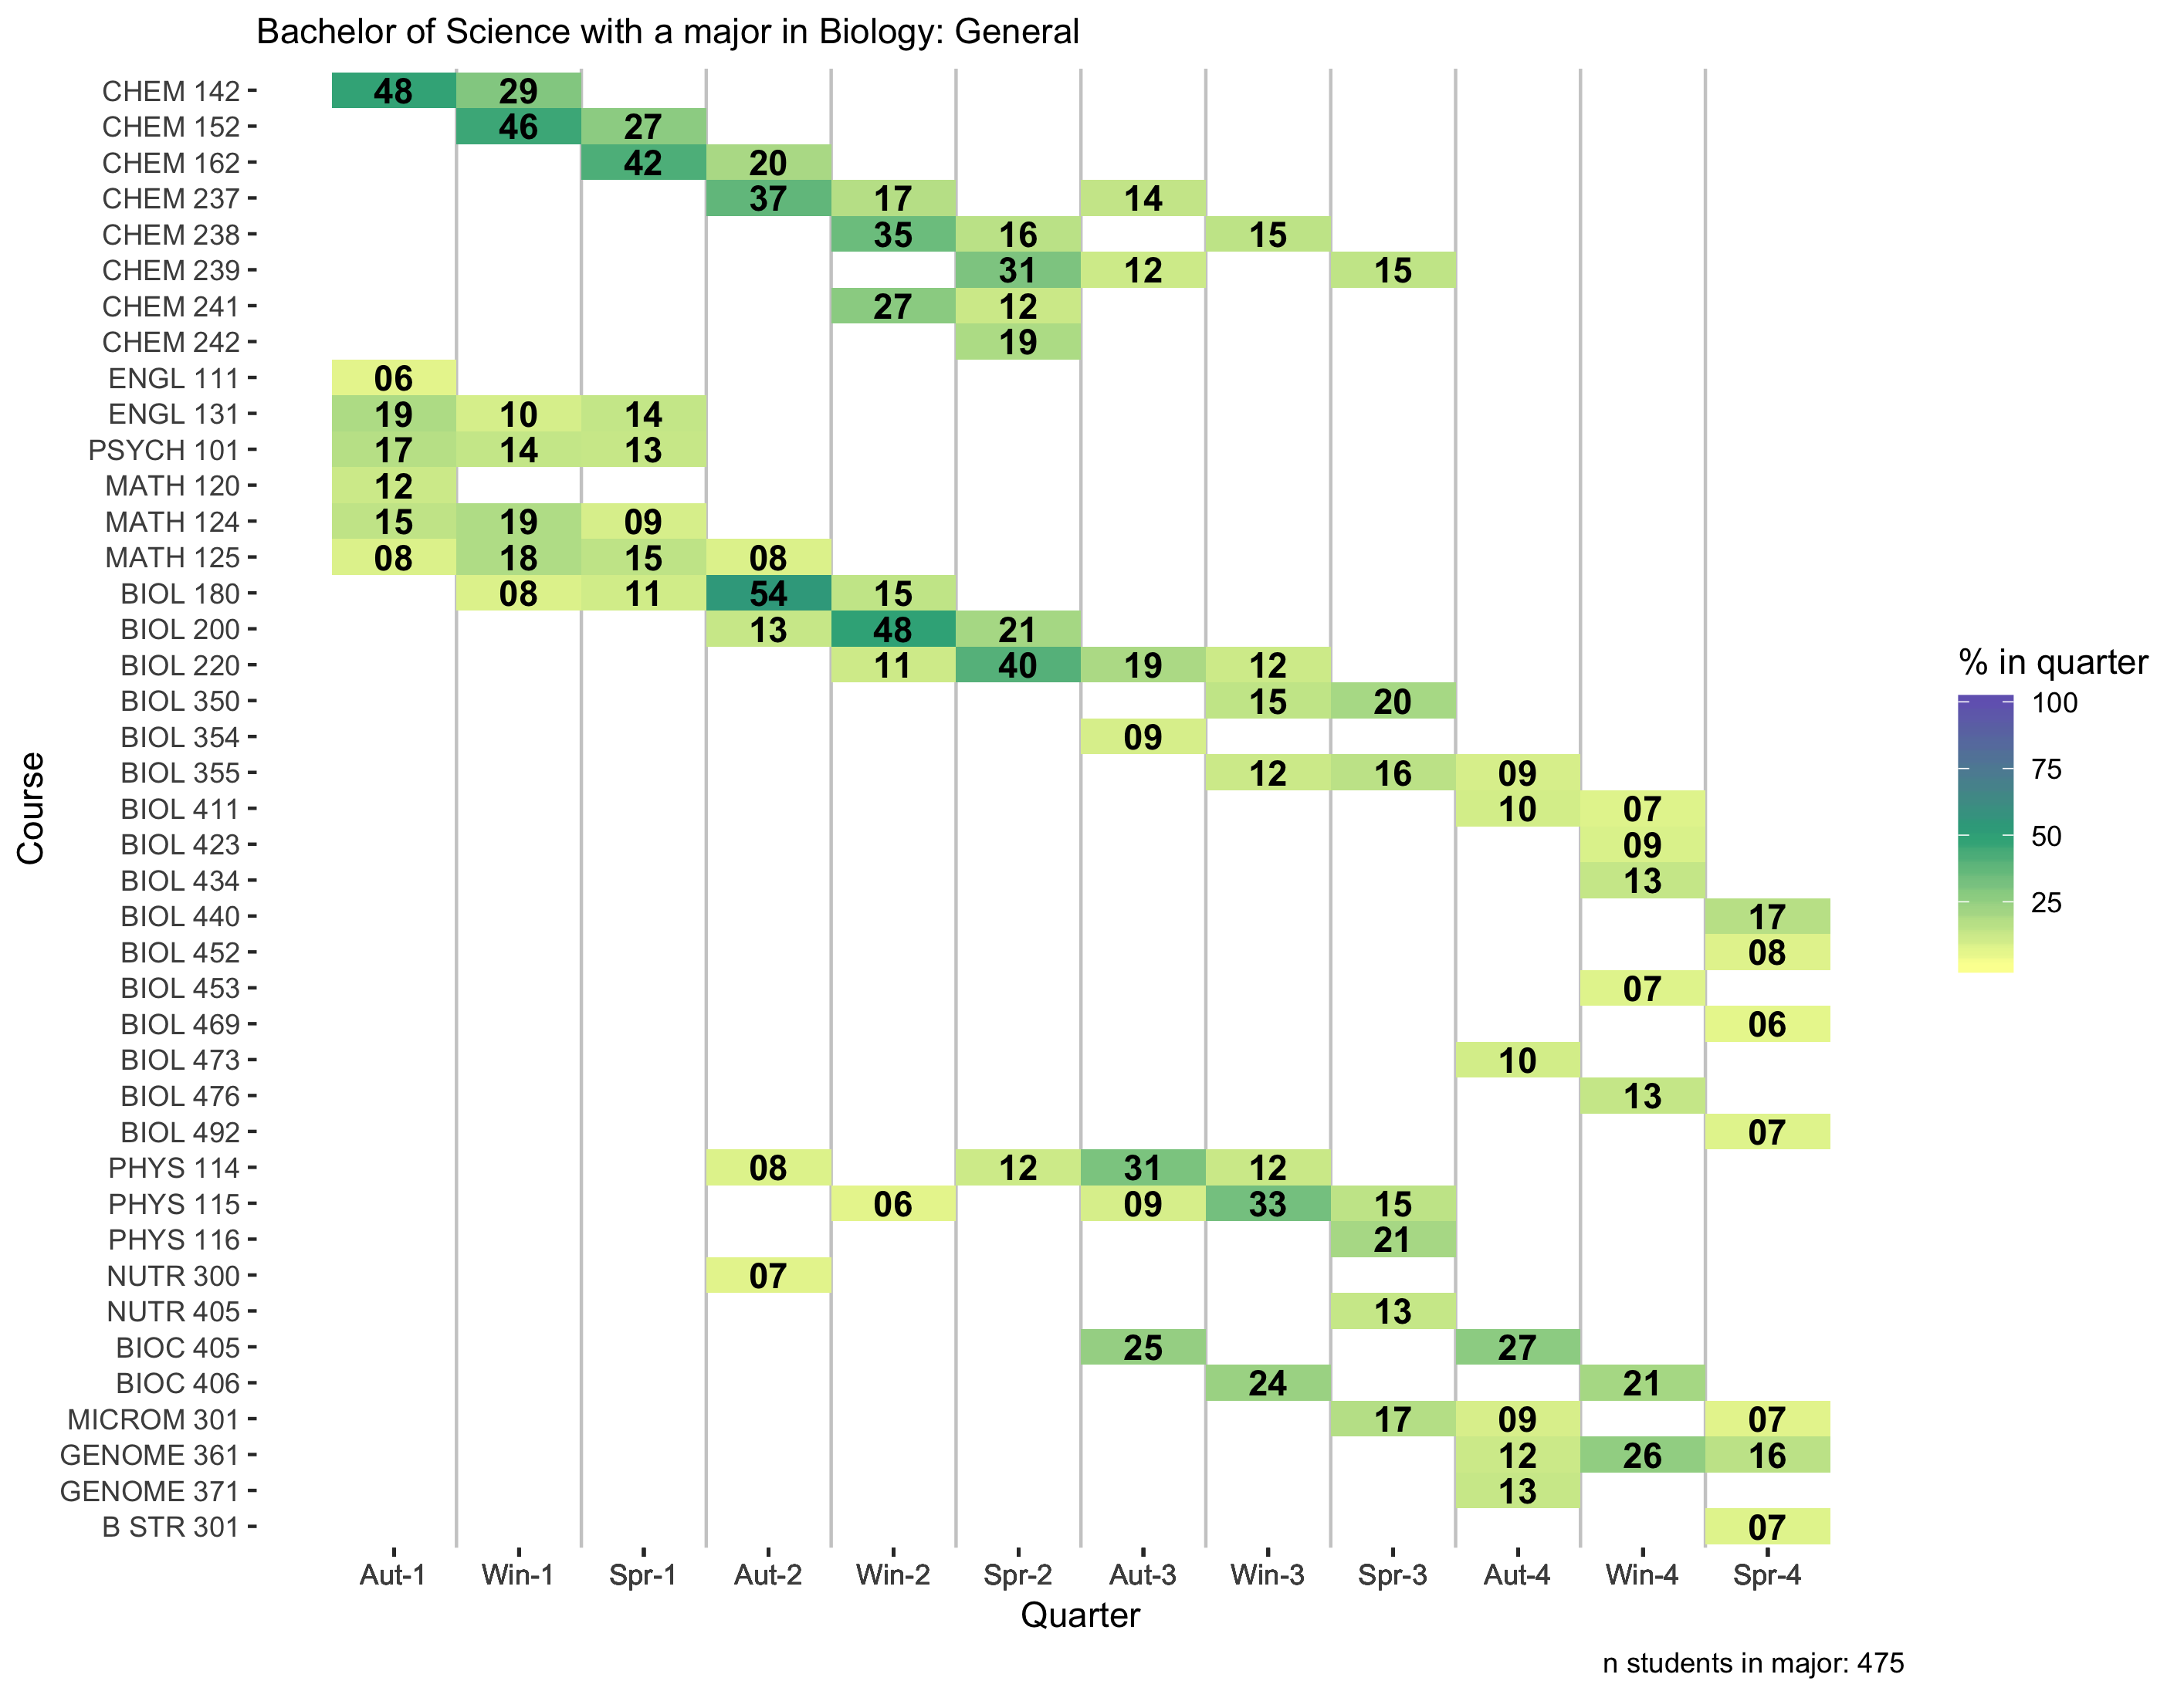 Bachelor of Science with a major in Biology: General
CHEM 142 48 29
CHEM 152 46 27
CHEM 162 42 20
CHEM 237 37 17 14
CHEM 238 35 16 15
CHEM 239 31 12 15
CHEM 241 27 12
CHEM 242 19
ENGL 111 06
ENGL 131 19 10 14
PSYCH 101 17 14 13
MATH 120 12
MATH 124 15 19 09
MATH 125 08 18 15 08
BIOL 180 08 11 54 15
BIOL 200 13 48 21
BIOL 220 11 40 19 12
BIOL 350 15 20
BIOL 354 09
BIOL 355 12 16 09
BIOL 411 10 07
BIOL 423 09
BIOL 434 13
BIOL 440 17
BIOL 452 08
BIOL 453 07
BIOL 469 06
BIOL 473 10
BIOL 476 13
BIOL 492 07
PHYS 114 08 12 31 12
PHYS 115 06 09 33 15
PHYS 116 21
NUTR 300 07
NUTR 405 13
BIOC 405 25 27
BIOC 406 24 21
MICROM 301 17 09 07
GENOME 361 12 26 16
GENOME 371 13
B STR 301 07
Aut-1 Win-1 Spr-1 Aut-2 Win-2 Spr-2 Aut-3 Win-3 Spr-3 Aut-4 Win-4 Spr-4
Quarter
Course
% in quarter
100
75
50
25
n students in major: 475